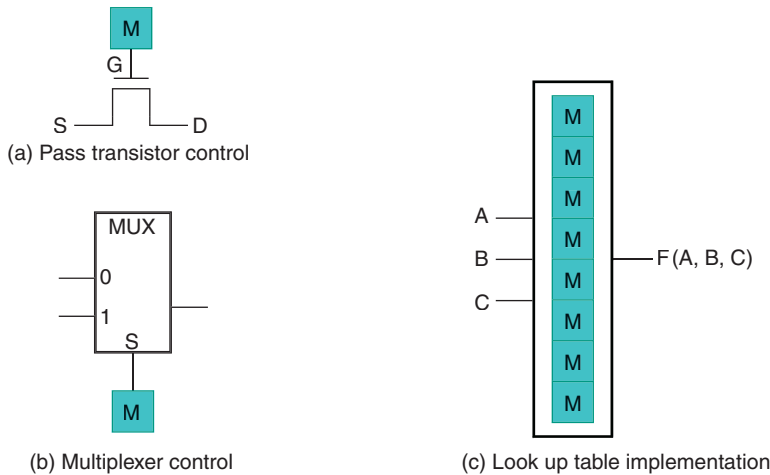 M
G
S
D
(a) Pass transistor control
MUX
0
1
S
M
(b) Multiplexer control
M
M
M
M
M
M
M
M
A
B
C
F (A, B, C)
(c) Look up table implementation